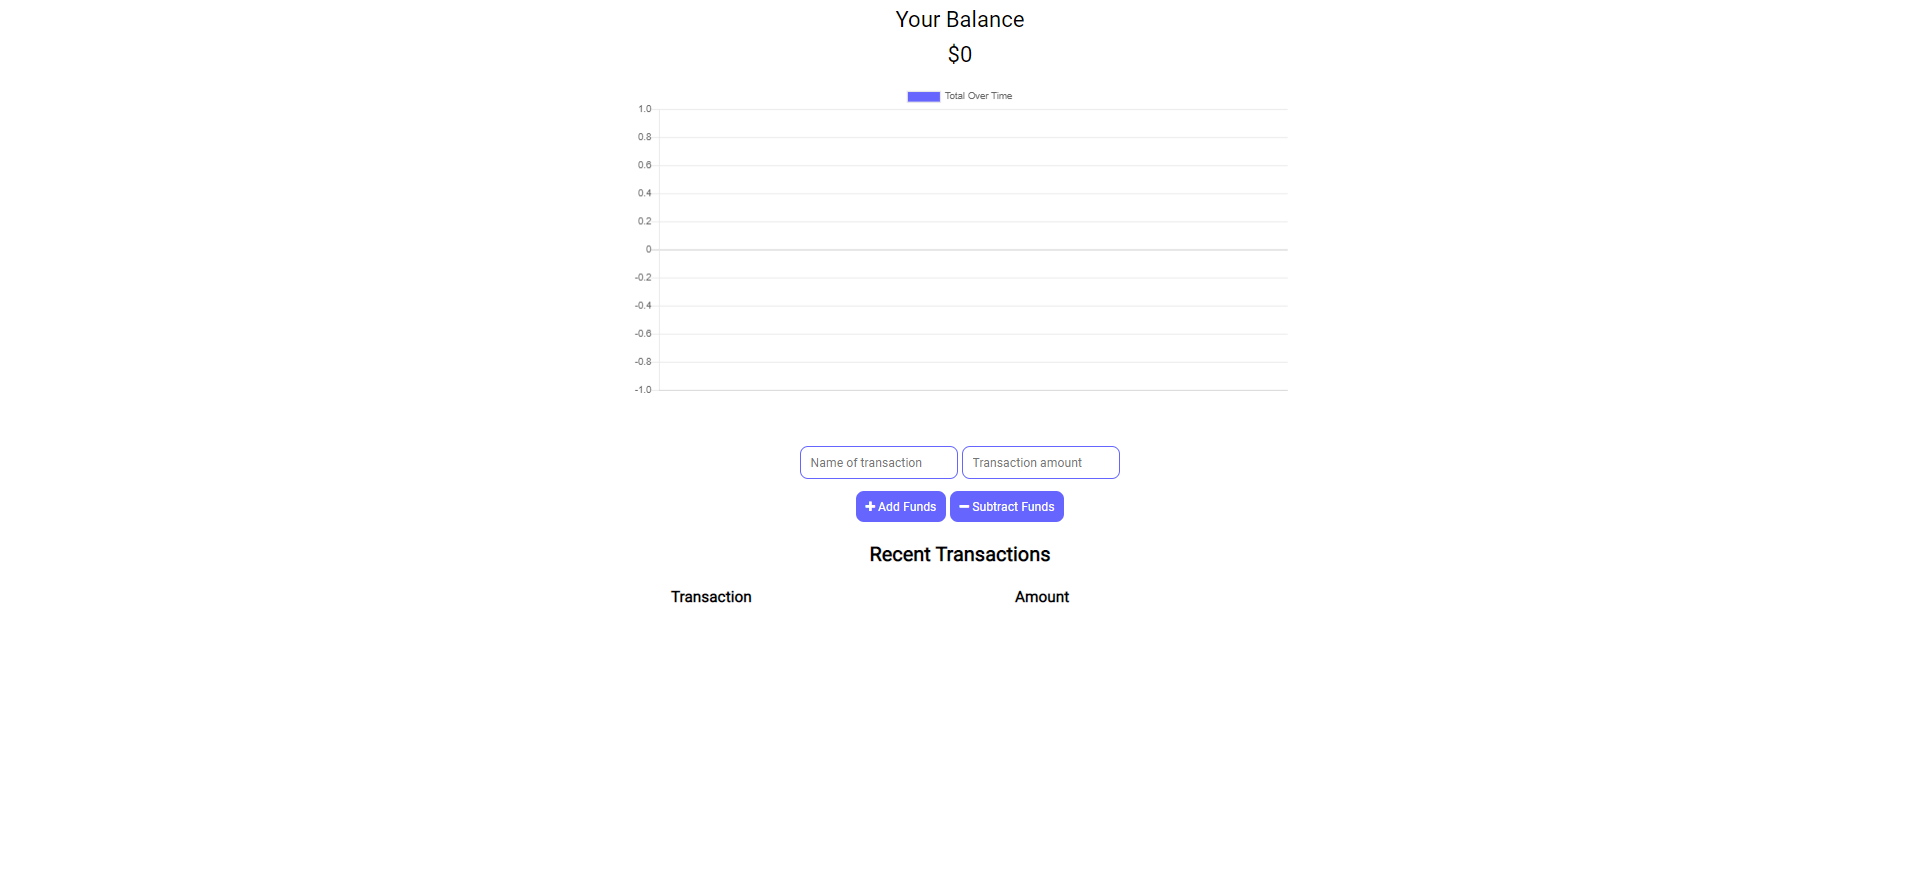 Your Balance
$0
Total Over Time
1.0
0.8
0.6
0.4
0.2
0
-0.2
-0.4
-0.6
-0.8
-1.0
Name of transaction Transaction amount
Add Funds Subtract Funds
Recent Transactions
Transaction Amount